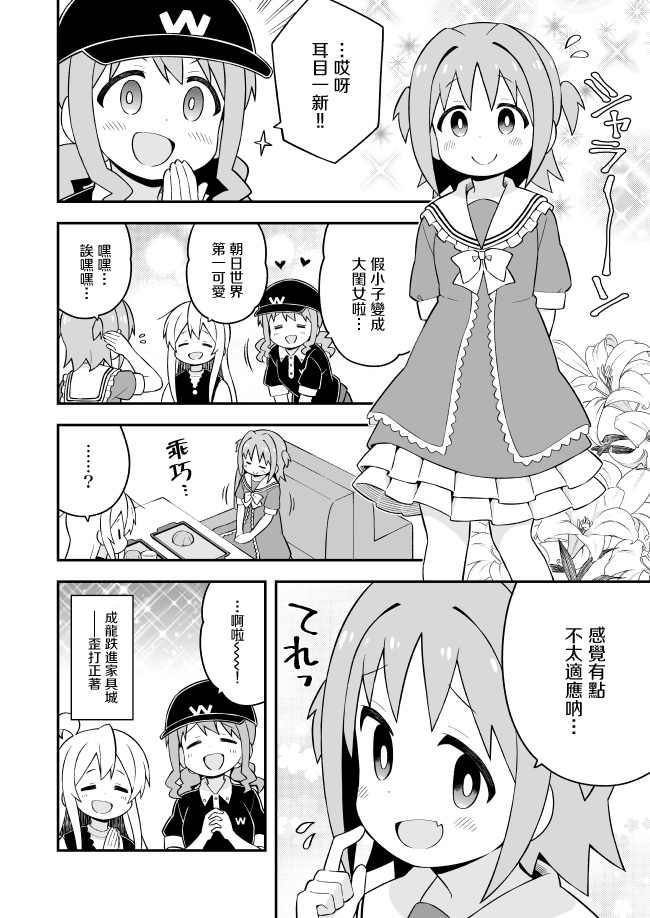 シャラーーン
…哎呀
耳目一新!!
W
假小子變成
大閨女啦…
W
朝日世界
第一可愛
嘿嘿…
誒嘿嘿…
乖巧…
……?
感覺有點
不太適應吶…
てれっ
…啊啦~~!
W
W
成龍跌進家具城
——歪打正著